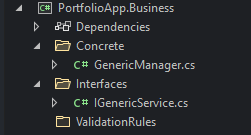 C# PortfolioApp.Business
Dependencies
Concrete
C# GenericManager.cs
Interfaces
C# IGenericService.cs
ValidationRules